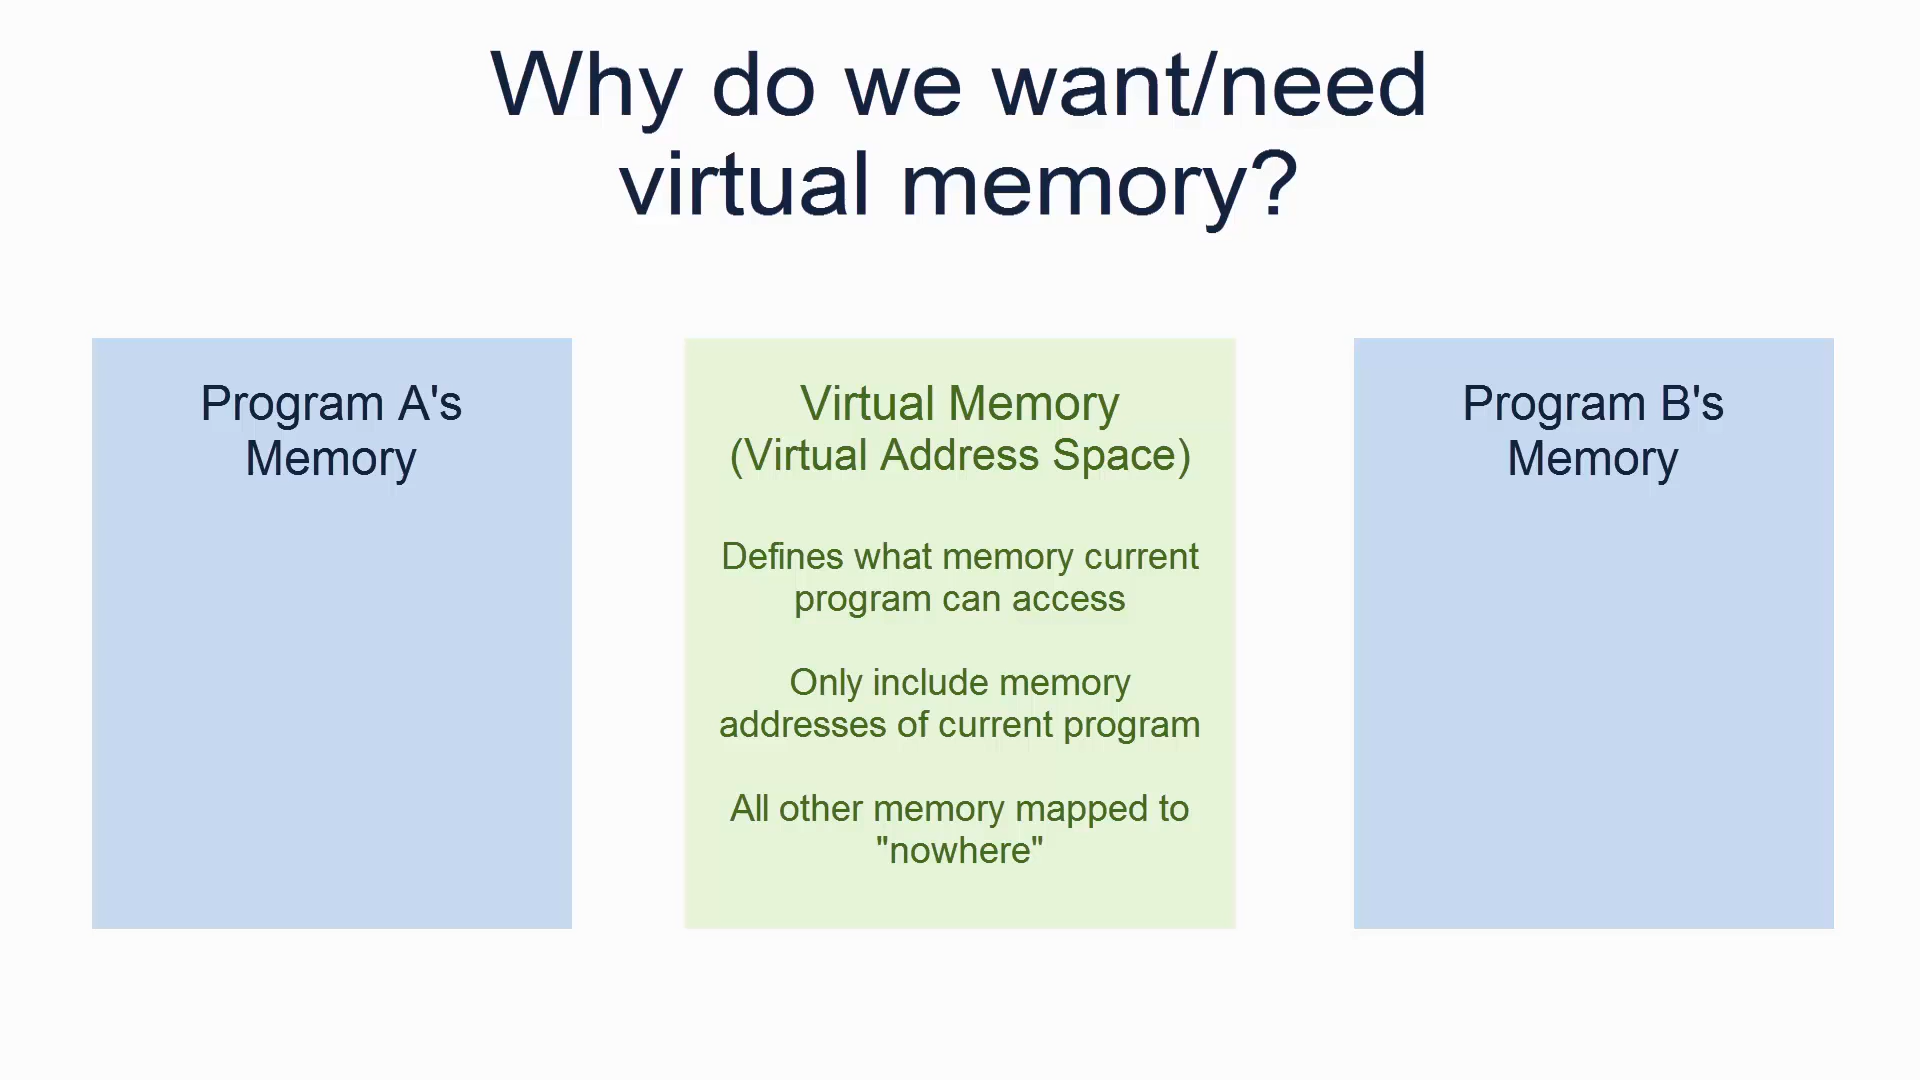 Why do we want/need
virtual memory?
Program A's
Memory
Virtual Memory
(Virtual Address Space)
Defines what memory current
program can access
Only include memory
addresses of current program
All other memory mapped to
"nowhere"
Program B's
Memory